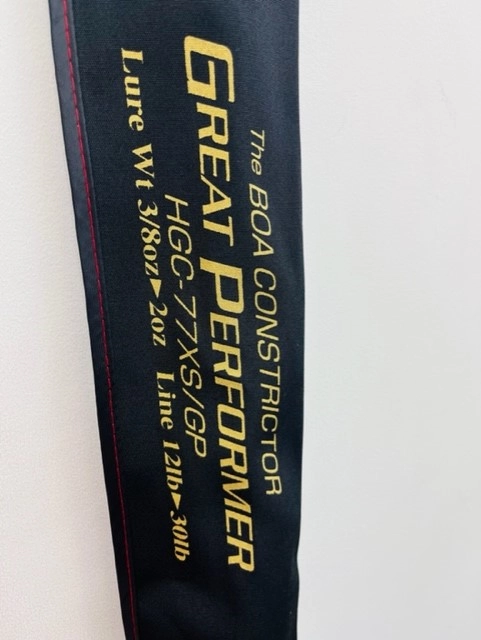 The BOA CONSTRICTOR
GREAT PERFORMER
HGC-77XS/GP
Lure Wt 3/8oz▶2oz Line 12lb▶30lb